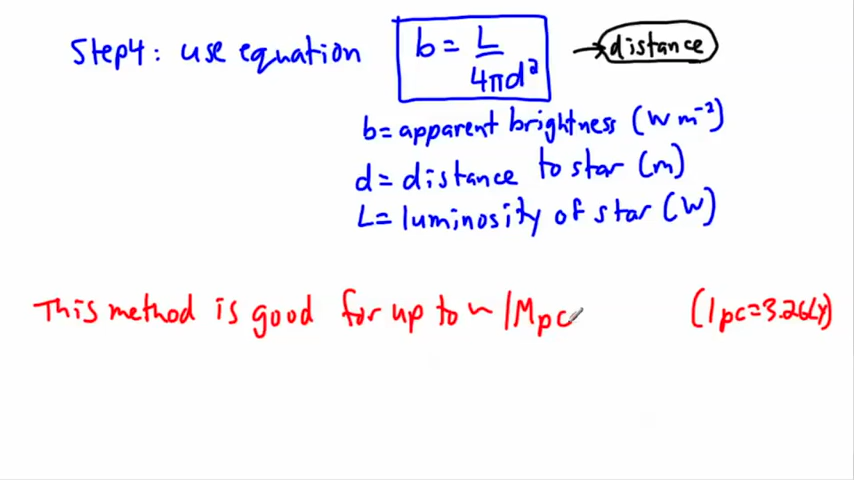 Step4: use equation b = L / 4πd² → distance
b = apparent brightness (W m⁻²)
d = distance to star (m)
L = luminosity of star (W)
This method is good for up to ~ 1Mpc (1pc=3.26Ly)